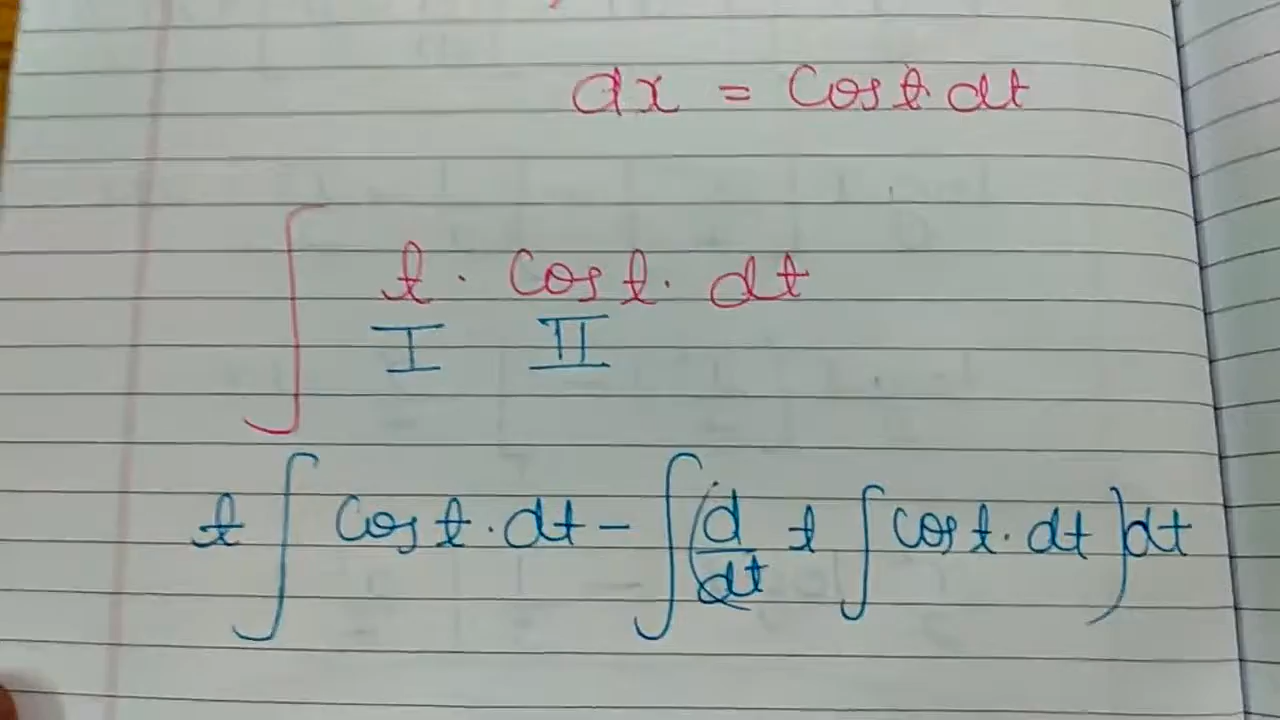 dx = Cos t dt
∫ t · Cos t · dt
I II
t ∫ Cos t · dt - ∫ (d/dt t ∫ Cos t · dt) dt